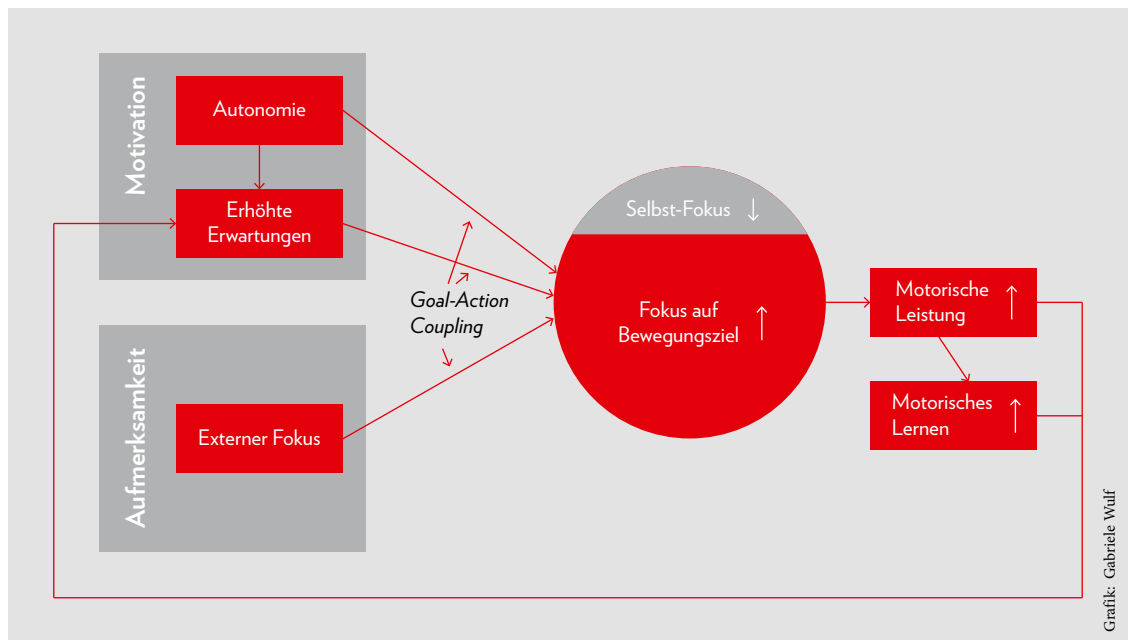 Motivation
Autonomie
Erhöhte
Erwartungen
Aufmerksamkeit
Externer Fokus
Goal-Action
Coupling
Selbst-Fokus ↓
Fokus auf
Bewegungsziel ↑
Motorische
Leistung ↑
Motorisches
Lernen ↑
Grafik: Gabriele Wulf